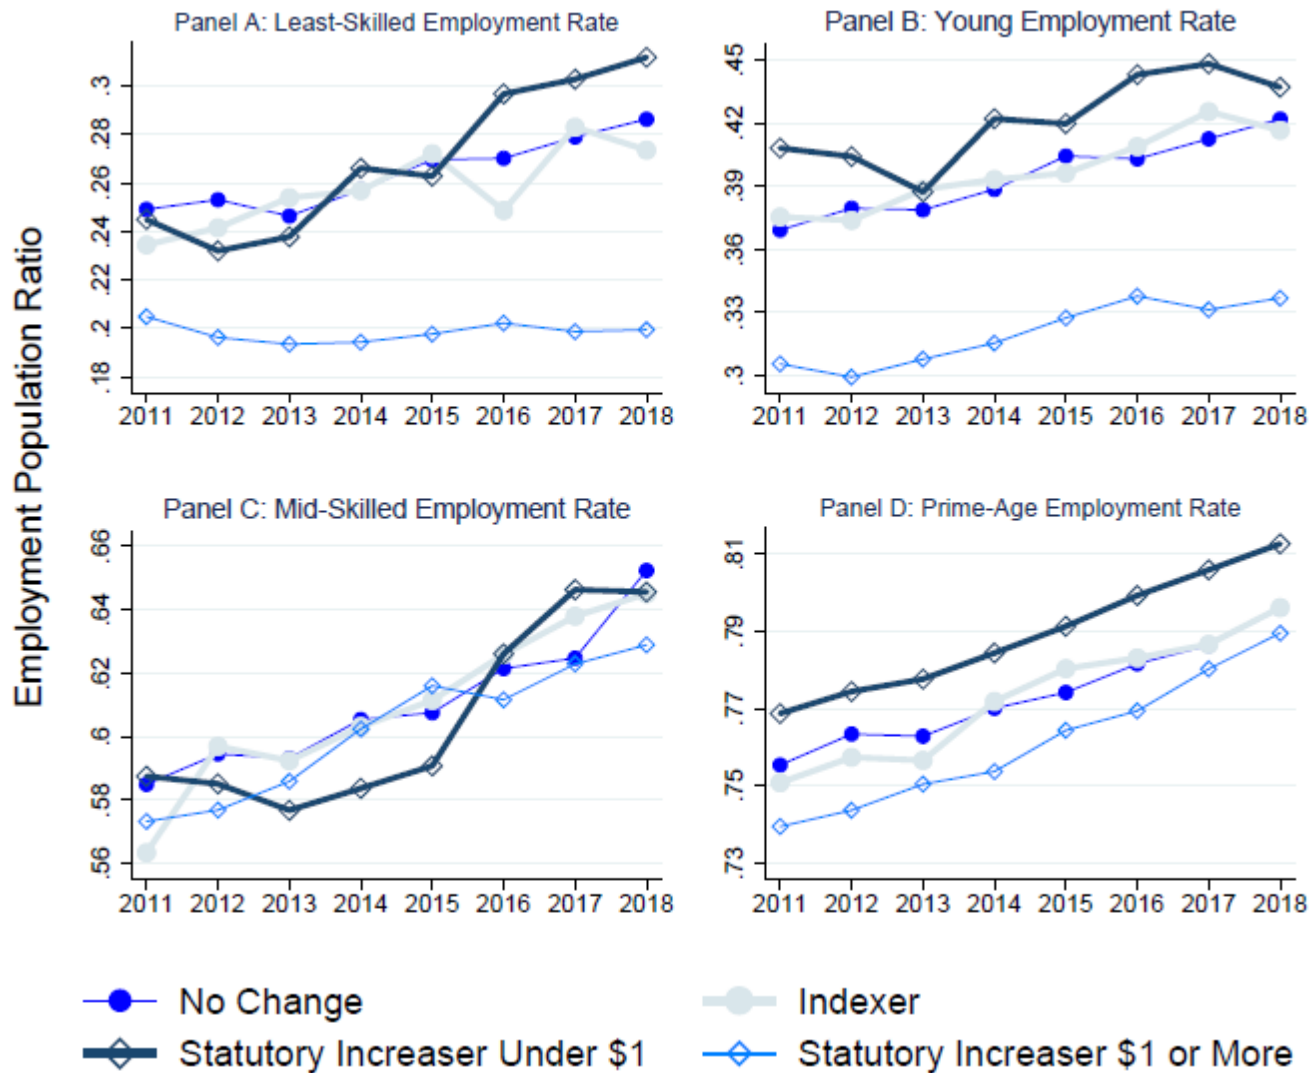 Panel A: Least-Skilled Employment Rate
.3
.28
.26
.24
.22
.2
.18
2011 2012 2013 2014 2015 2016 2017 2018
Panel B: Young Employment Rate
.45
.42
.39
.36
.33
.3
2011 2012 2013 2014 2015 2016 2017 2018
Employment Population Ratio
Panel C: Mid-Skilled Employment Rate
.66
.64
.62
.6
.58
.56
2011 2012 2013 2014 2015 2016 2017 2018
Panel D: Prime-Age Employment Rate
.81
.79
.77
.75
.73
2011 2012 2013 2014 2015 2016 2017 2018
No Change
Indexer
Statutory Increaser Under $1
Statutory Increaser $1 or More